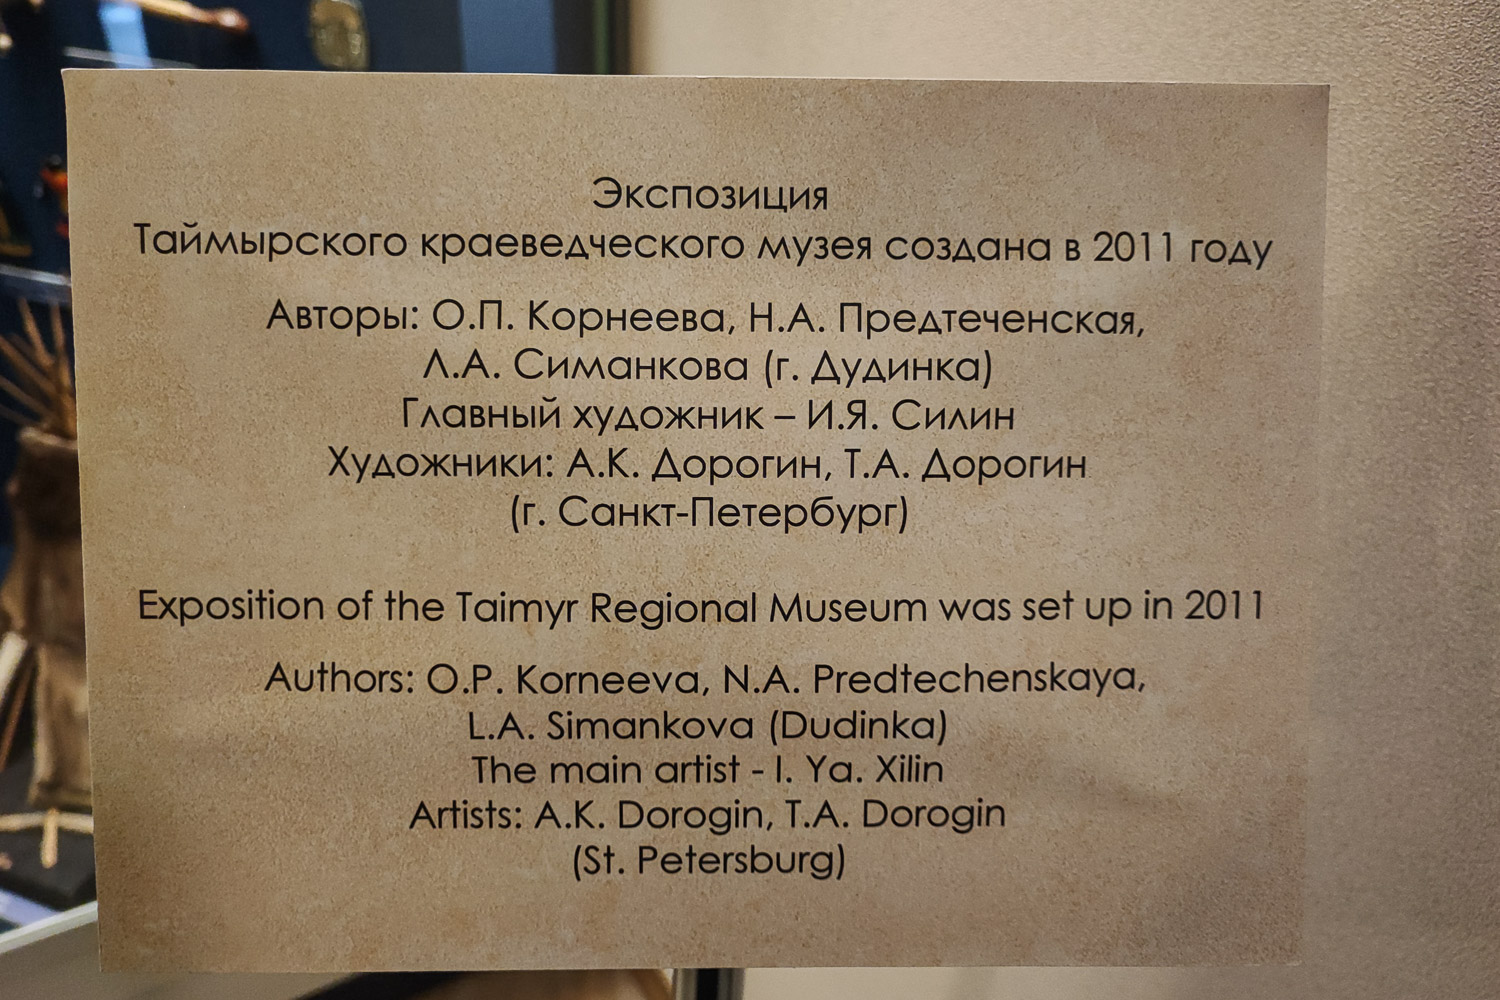 Экспозиция
Таймырского краеведческого музея создана в 2011 году
Авторы: О.П. Корнеева, Н.А. Предтеченская,
Л.А. Симанкова (г. Дудинка)
Главный художник – И.Я. Силин
Художники: А.К. Дорогин, Т.А. Дорогин
(г. Санкт-Петербург)
Exposition of the Taimyr Regional Museum was set up in 2011
Authors: O.P. Korneeva, N.A. Predtechenskaya,
L.A. Simankova (Dudinka)
The main artist - I. Ya. Xilin
Artists: A.K. Dorogin, T.A. Dorogin
(St. Petersburg)